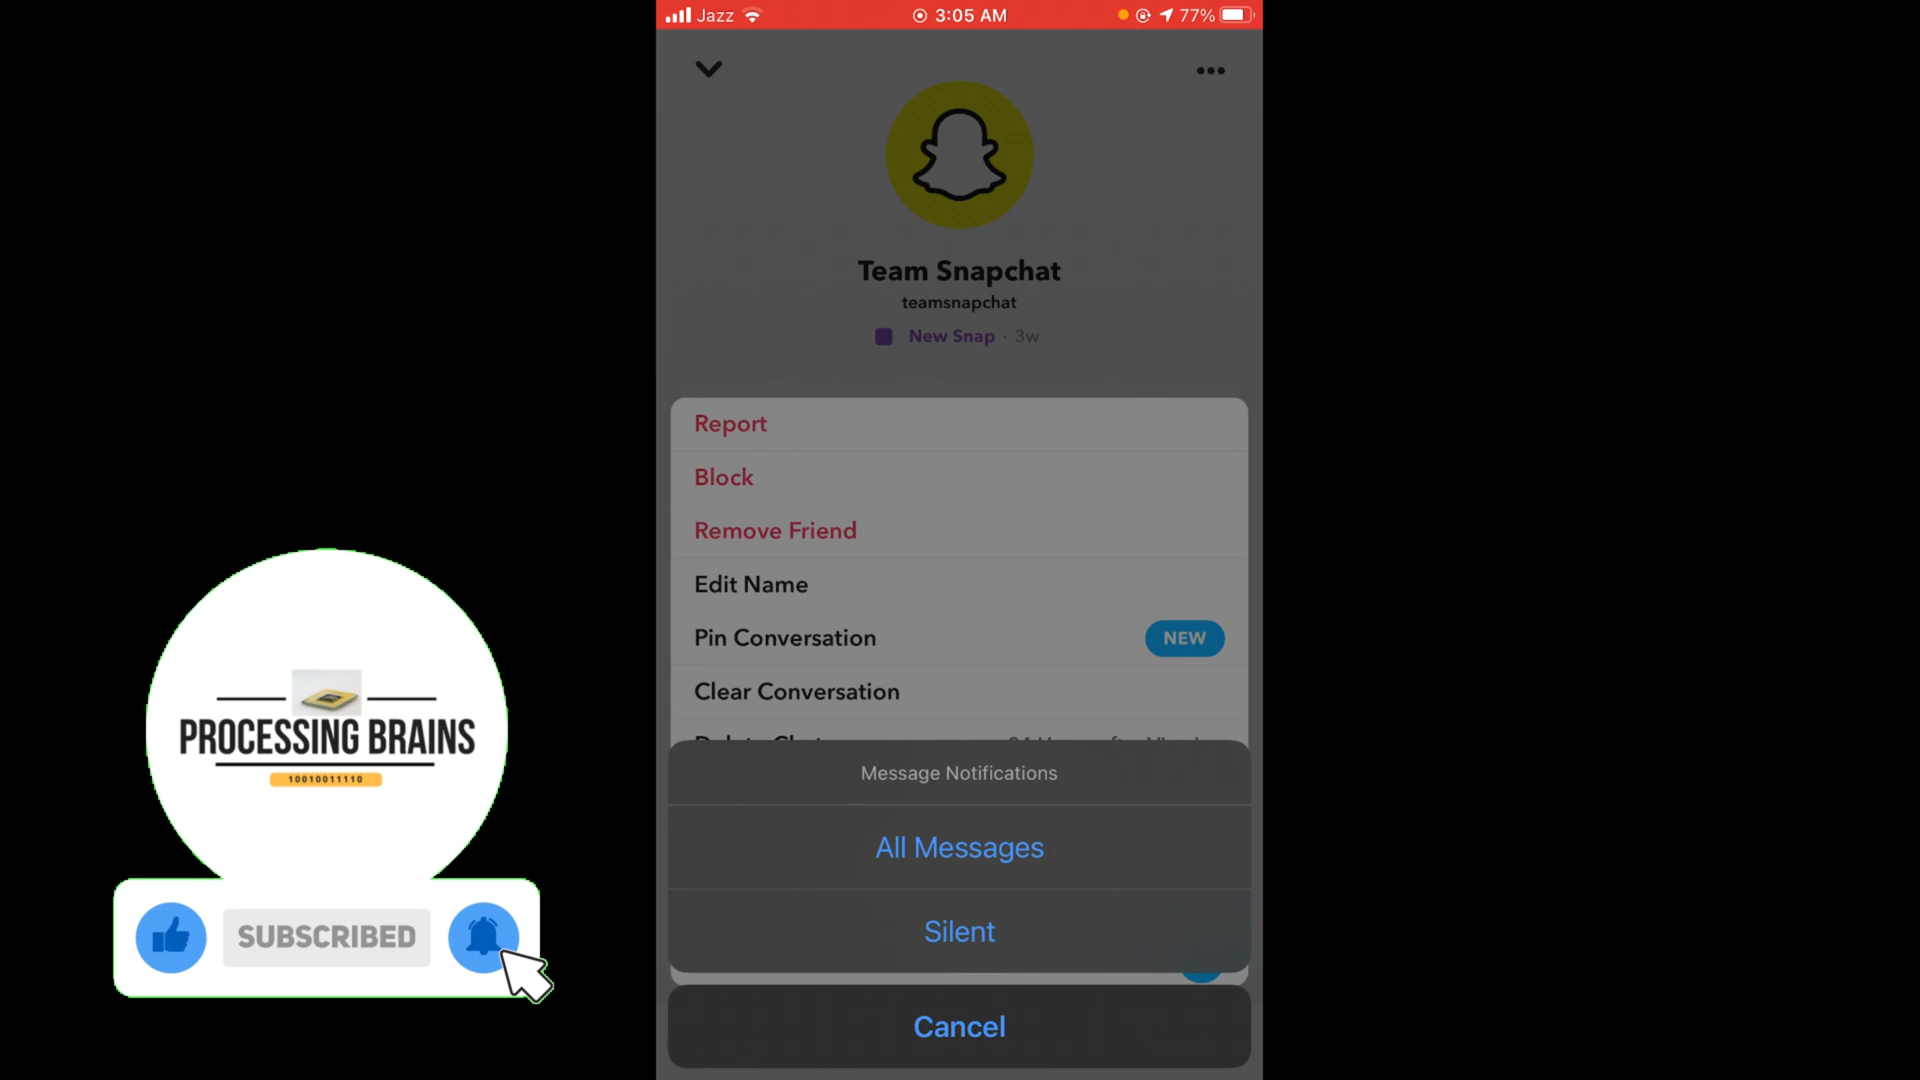 Jazz 3:05 AM 77%
Team Snapchat
teamsnapchat
New Snap · 3w
Report
Block
Remove Friend
Edit Name
Pin Conversation NEW
Clear Conversation
Message Notifications
All Messages
Silent
Cancel
PROCESSING BRAINS
10010011110
SUBSCRIBED